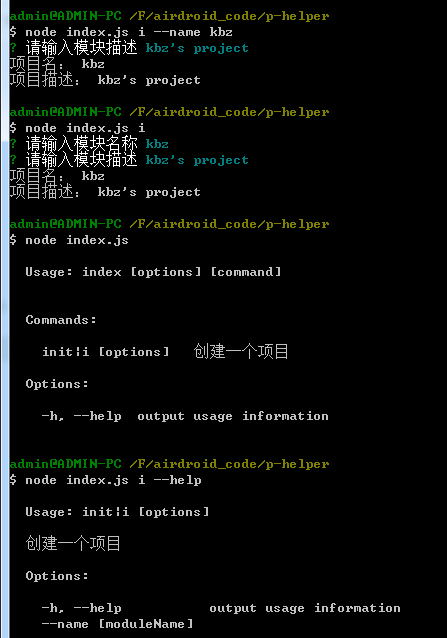 admin@ADMIN-PC /F/airdroid_code/p-helper
$ node index.js i --name kbz
? 请输入模块描述 kbz's project
项目名： kbz
项目描述： kbz's project
admin@ADMIN-PC /F/airdroid_code/p-helper
$ node index.js i
? 请输入模块名称 kbz
? 请输入模块描述 kbz's project
项目名： kbz
项目描述： kbz's project
admin@ADMIN-PC /F/airdroid_code/p-helper
$ node index.js
Usage: index [options] [command]
Commands:
init|i [options]   创建一个项目
Options:
-h, --help  output usage information
admin@ADMIN-PC /F/airdroid_code/p-helper
$ node index.js i --help
Usage: init|i [options]
创建一个项目
Options:
-h, --help           output usage information
--name [moduleName]